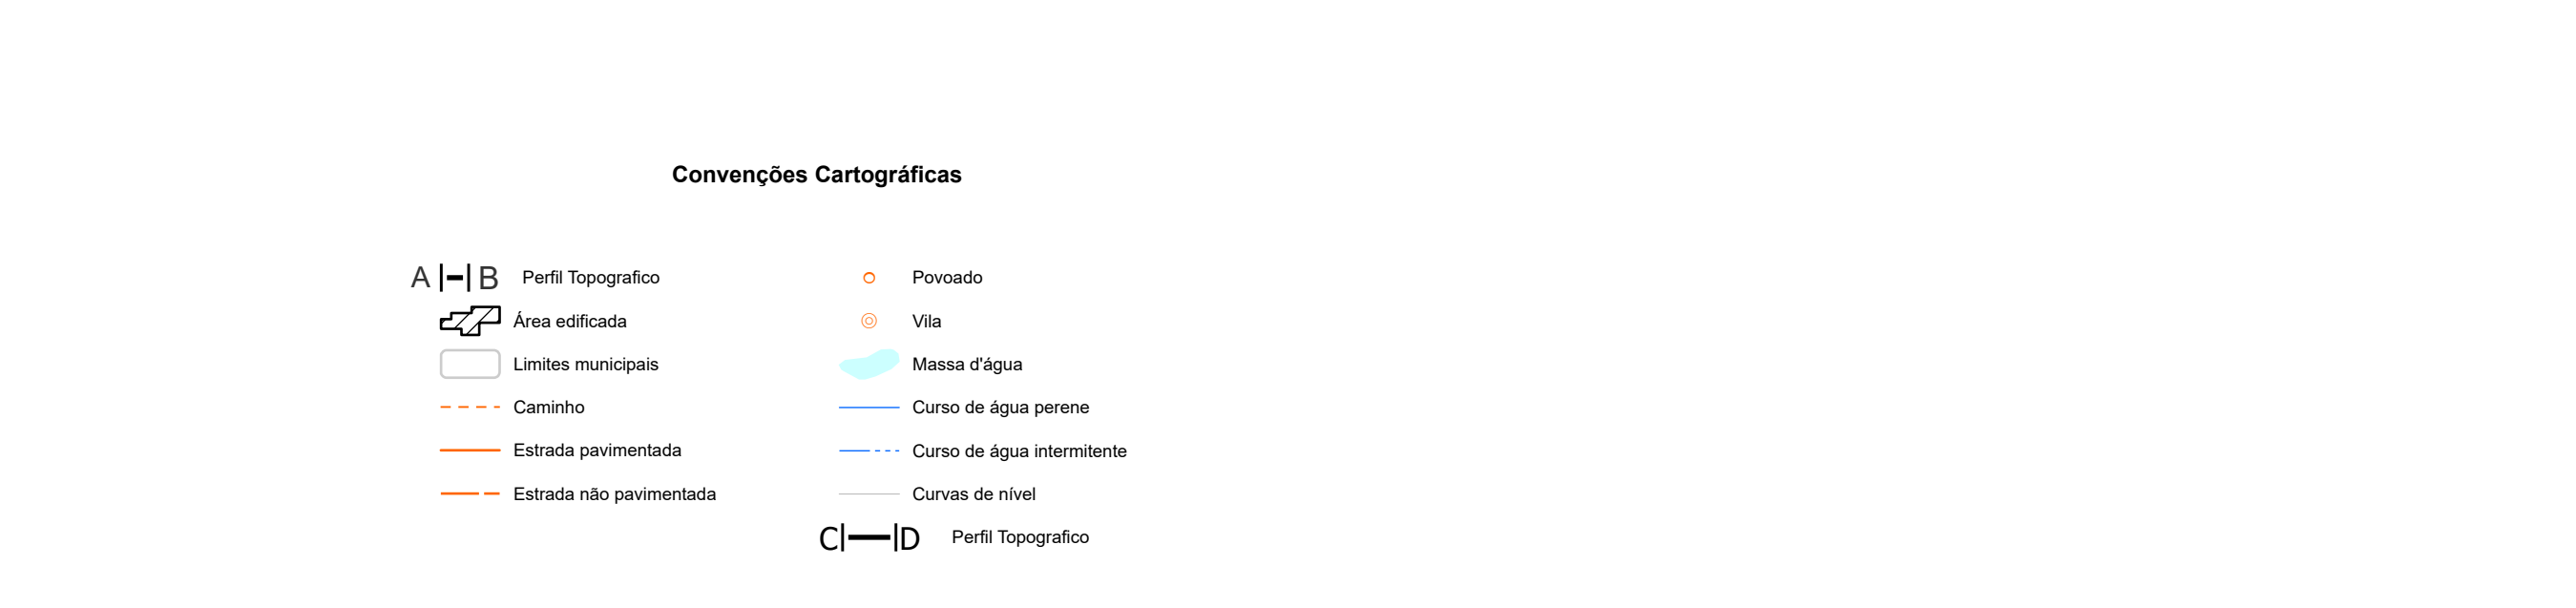 Convenções Cartográficas
A B Perfil Topografico
Área edificada
Limites municipais
Caminho
Estrada pavimentada
Estrada não pavimentada
Povoado
Vila
Massa d'água
Curso de água perene
Curso de água intermitente
Curvas de nível
C D Perfil Topografico